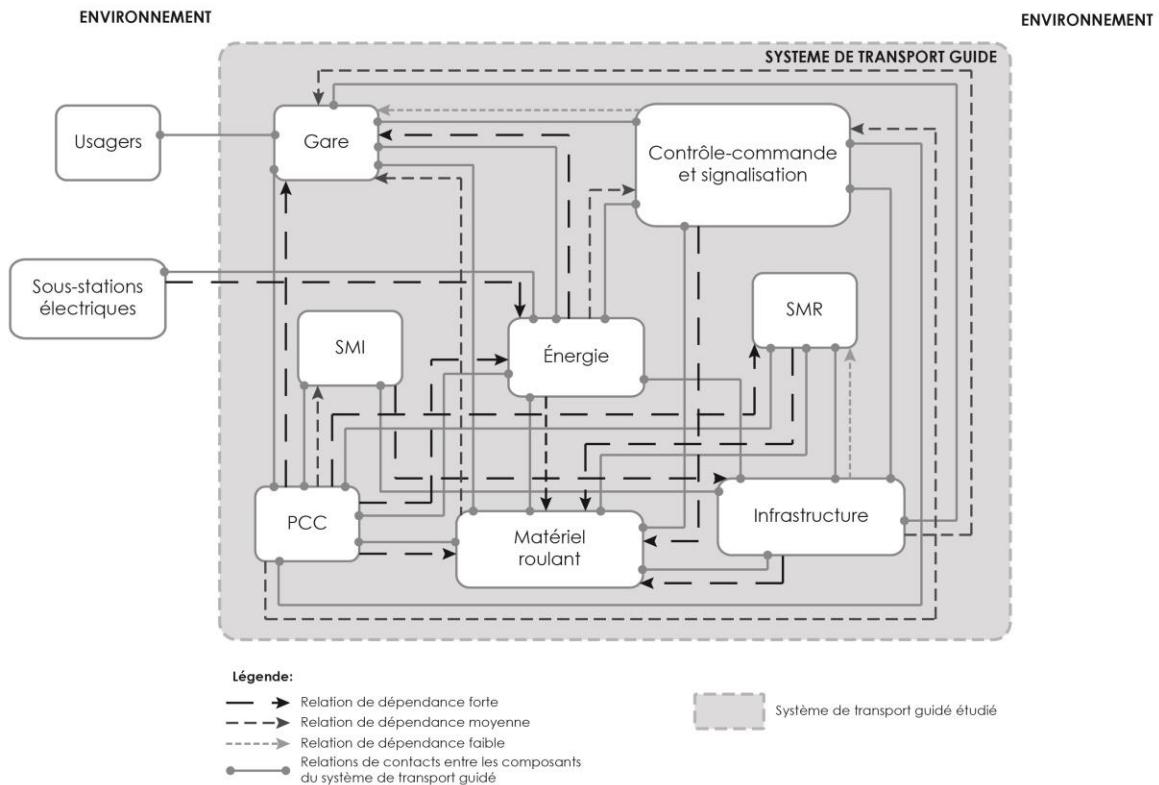 ENVIRONNEMENT
ENVIRONNEMENT
SYSTEME DE TRANSPORT GUIDE
Usagers
Gare
Contrôle-commande
et signalisation
Sous-stations
électriques
SMI
Énergie
SMR
PCC
Matériel
roulant
Infrastructure
Légende:
Relation de dépendance forte
Relation de dépendance moyenne
Relation de dépendance faible
Relations de contacts entre les composants
du système de transport guidé
Système de transport guidé étudié